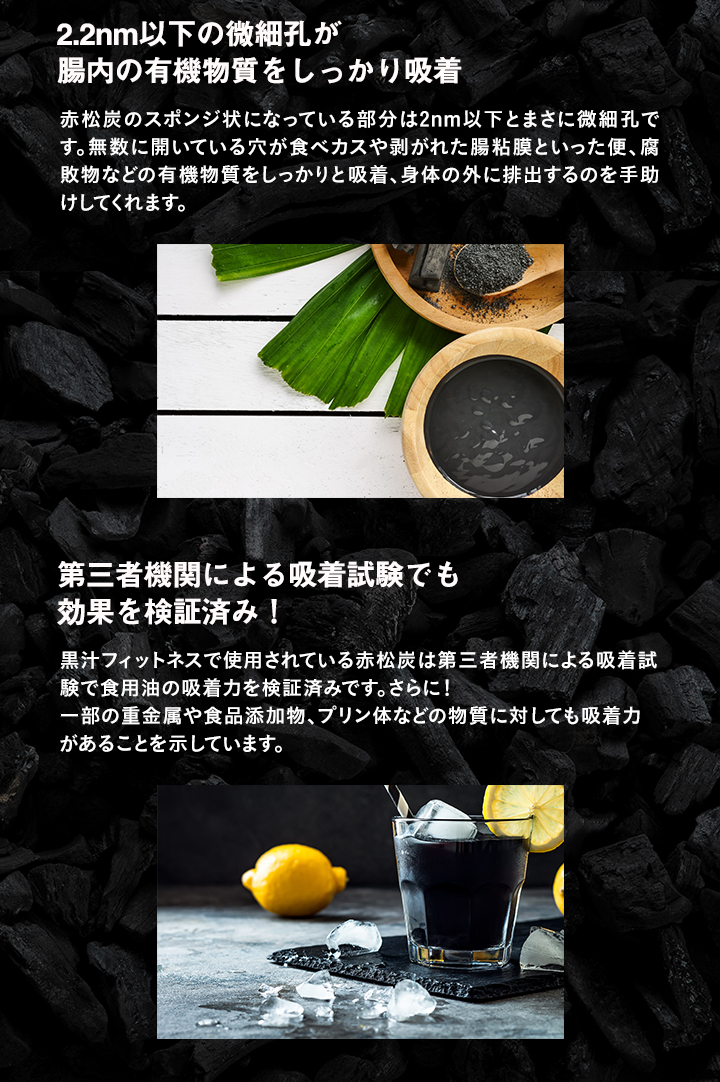 2.2nm以下の微細孔が
腸内の有機物質をしっかり吸着
赤松炭のスポンジ状になっている部分は2nm以下とまさに微細孔で
す。無数に開いている穴が食べカスや剥がれた腸粘膜といった便、腐
敗物などの有機物質をしっかりと吸着、身体の外に排出するのを手助
けしてくれます。
第三者機関による吸着試験でも
効果を検証済み！
黒汁フィットネスで使用されている赤松炭は第三者機関による吸着試
験で食用油の吸着力を検証済みです。さらに！
一部の重金属や食品添加物、プリン体などの物質に対しても吸着力
があることを示しています。